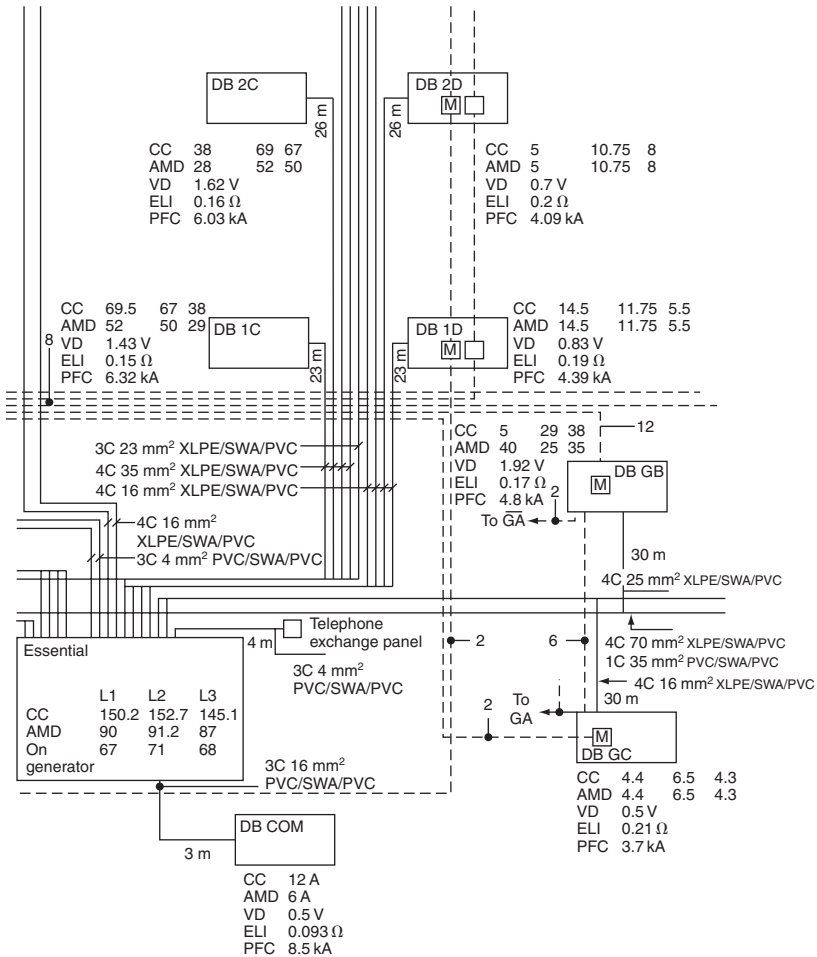 DB 2C
DB 2D
M
26 m
26 m
CC 38 69 67
AMD 28 52 50
VD 1.62 V
ELI 0.16 Ω
PFC 6.03 kA
CC 5 10.75 8
AMD 5 10.75 8
VD 0.7 V
ELI 0.2 Ω
PFC 4.09 kA
CC 69.5 67 38
AMD 52 50 29
VD 1.43 V
ELI 0.15 Ω
PFC 6.32 kA
8
DB 1C
DB 1D
M
23 m
23 m
CC 14.5 11.75 5.5
AMD 14.5 11.75 5.5
VD 0.83 V
ELI 0.19 Ω
PFC 4.39 kA
3C 23 mm² XLPE/SWA/PVC
4C 35 mm² XLPE/SWA/PVC
4C 16 mm² XLPE/SWA/PVC
CC 5 29 38
AMD 40 25 35
VD 1.92 V
ELI 0.17 Ω
PFC 4.8 kA
12
2
DB GB
M
To GA
4C 16 mm²
XLPE/SWA/PVC
3C 4 mm² PVC/SWA/PVC
30 m
4C 25 mm² XLPE/SWA/PVC
Telephone
exchange panel
4 m
3C 4 mm²
PVC/SWA/PVC
2
6
4C 70 mm² XLPE/SWA/PVC
1C 35 mm² PVC/SWA/PVC
4C 16 mm² XLPE/SWA/PVC
30 m
Essential
L1 L2 L3
CC 150.2 152.7 145.1
AMD 90 91.2 87
On 67 71 68
generator
2
To
GA
M
DB GC
CC 4.4 6.5 4.3
AMD 4.4 6.5 4.3
VD 0.5 V
ELI 0.21 Ω
PFC 3.7 kA
3C 16 mm²
PVC/SWA/PVC
DB COM
3 m
CC 12 A
AMD 6 A
VD 0.5 V
ELI 0.093 Ω
PFC 8.5 kA